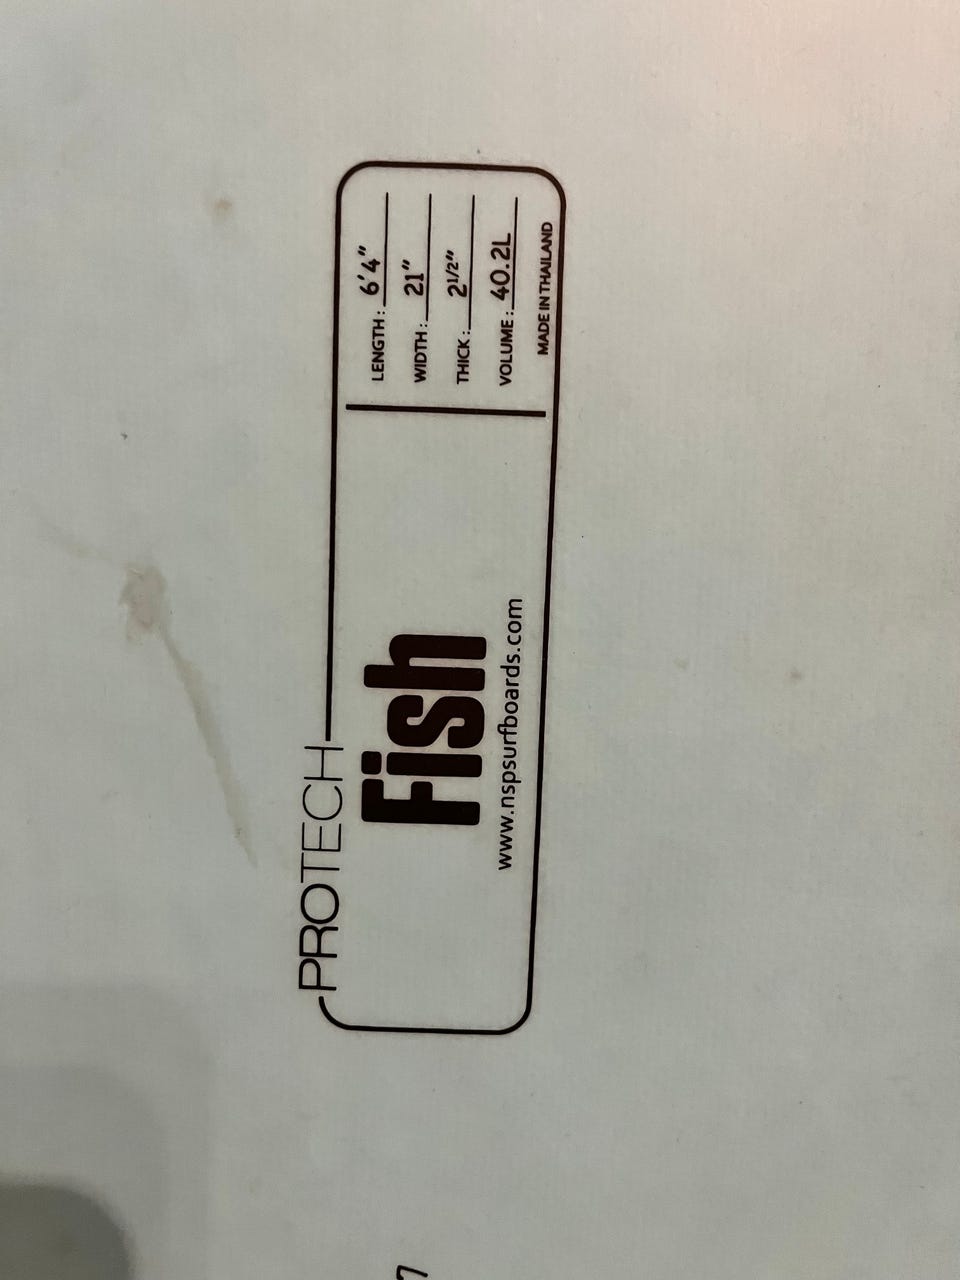 PROTECH
Fish
www.nspsurfboards.com
LENGTH: 6'4"
WIDTH: 21"
THICK: 2 1/2"
VOLUME: 40.2L
MADE IN THAILAND